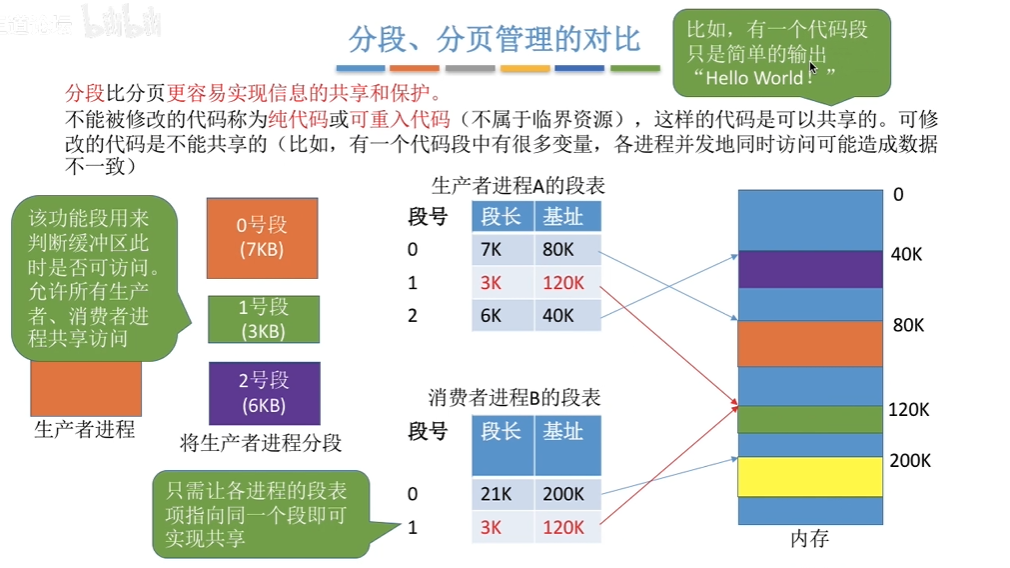 bilibili
分段、分页管理的对比
比如，有一个代码段
只是简单的输出
“Hello World！”
分段比分页更容易实现信息的共享和保护。
不能被修改的代码称为纯代码或可重入代码（不属于临界资源），这样的代码是可以共享的。可修
改的代码是不能共享的（比如，有一个代码段中有很多变量，各进程并发地同时访问可能造成数据
不一致）
该功能段用来
判断缓冲区此
时是否可访问。
允许所有生产
者、消费者进
程共享访问
生产者进程
0号段
(7KB)
1号段
(3KB)
2号段
(6KB)
将生产者进程分段
生产者进程A的段表
段号 段长 基址
0 7K 80K
1 3K 120K
2 6K 40K
消费者进程B的段表
段号 段长 基址
0 21K 200K
1 3K 120K
只需让各进程的段表
项指向同一个段即可
实现共享
0
40K
80K
120K
200K
内存